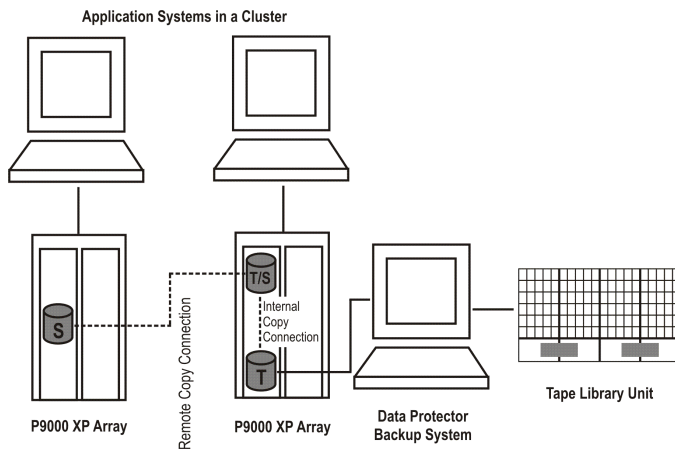 Application Systems in a Cluster
S
T/S
Internal
Copy
Connection
T
Remote Copy Connection
P9000 XP Array
P9000 XP Array
Data Protector
Backup System
Tape Library Unit